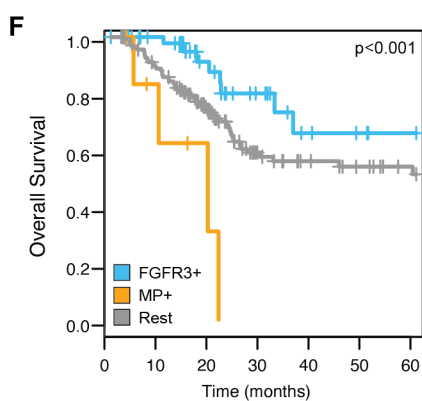 F
p<0.001
Overall Survival
1.0
0.8
0.6
0.4
0.2
0.0
FGFR3+
MP+
Rest
0 10 20 30 40 50 60
Time (months)